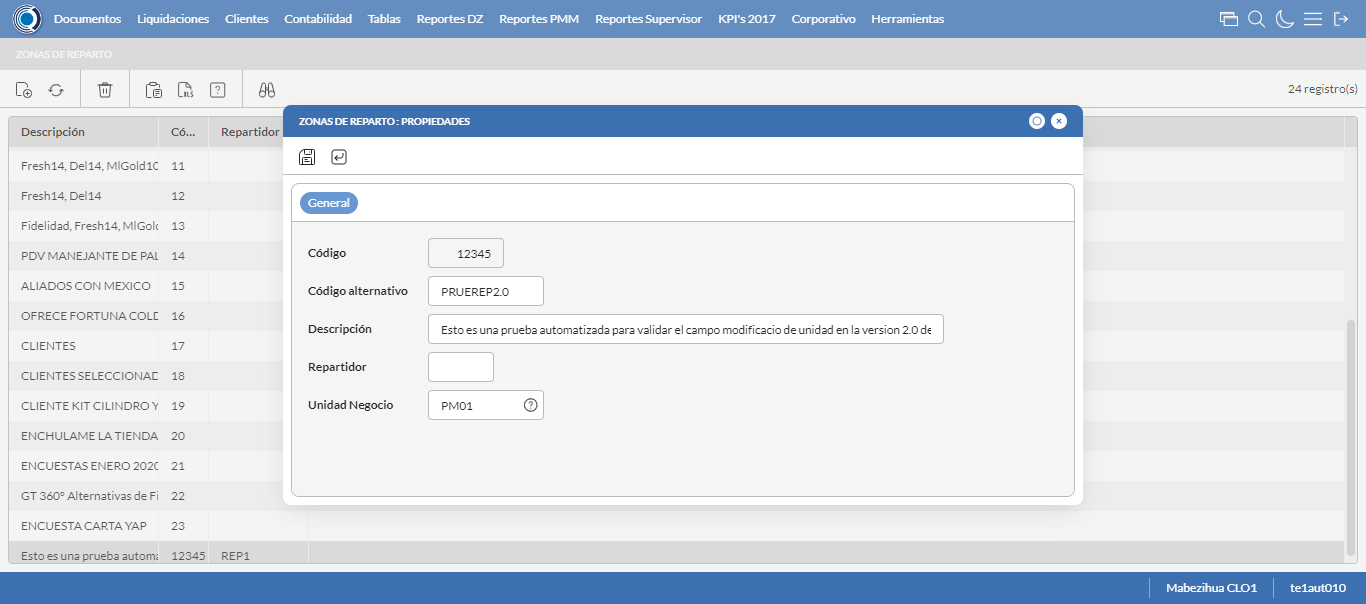 Documentos Liquidaciones Clientes Contabilidad Tablas Reportes DZ Reportes PMM Reportes Supervisor KPI's 2017 Corporativo Herramientas
ZONAS DE REPARTO
XLS ? 24 registro(s)
Descripción Có... Repartidor
Fresh14, Del14, MlGold10 11
Fresh14, Del14 12
Fidelidad, Fresh14, MlGol 13
PDV MANEJANTE DE PAL 14
ALIADOS CON MEXICO 15
OFRECE FORTUNA COLD 16
CLIENTES 17
CLIENTES SELECCIONAD 18
CLIENTE KIT CILINDRO Y 19
ENCHULAME LA TIENDA 20
ENCUESTAS ENERO 2020 21
GT 360° Alternativas de Fi 22
ENCUESTA CARTA YAP 23
Esto es una prueba automa 12345 REP1
ZONAS DE REPARTO : PROPIEDADES
General
Código 12345
Código alternativo PRUEREP2.0
Descripción Esto es una prueba automatizada para validar el campo modificacio de unidad en la version 2.0 de
Repartidor
Unidad Negocio PM01 ?
Mabezihua CLO1 te1aut010